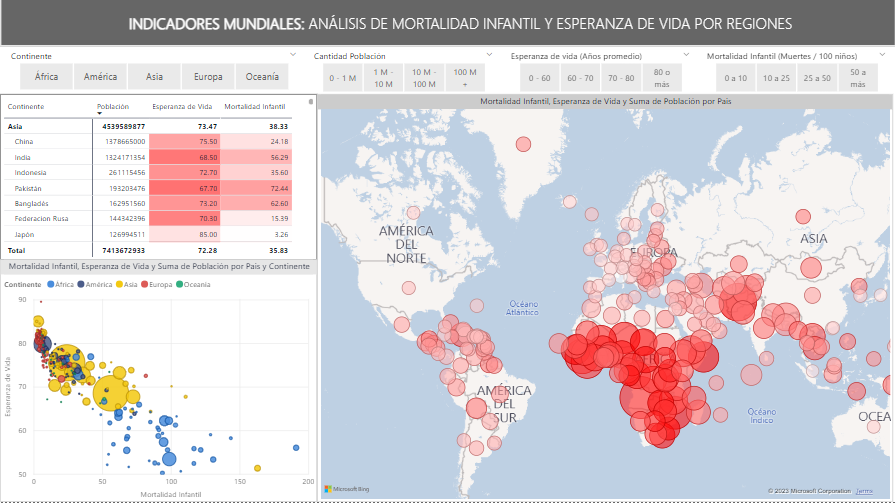 INDICADORES MUNDIALES: ANÁLISIS DE MORTALIDAD INFANTIL Y ESPERANZA DE VIDA POR REGIONES
Continente
África América Asia Europa Oceanía
Cantidad Población
0 - 1 M
1 M - 10 M
10 M - 100 M
100 M +
Esperanza de vida (Años promedio)
0 - 60
60 - 70
70 - 80
80 o más
Mortalidad Infantil (Muertes / 100 niños)
0 a 10
10 a 25
25 a 50
50 a más
Continente Población Esperanza de Vida Mortalidad Infantil
Asia 4539589877 73.47 38.33
China 1378665000 75.50 24.18
India 1324171354 68.50 56.29
Indonesia 261115456 72.70 35.60
Pakistán 193203476 67.70 72.44
Bangladés 162951560 73.20 62.60
Federacion Rusa 144342396 70.30 15.39
Japón 126994511 85.00 3.26
Total 7413672933 72.28 35.83
Mortalidad Infantil, Esperanza de Vida y Suma de Población por Pais y Continente
Continente África América Asia Europa Oceania
Esperanza de Vida
90
80
70
60
50
0 50 100 150 200
Mortalidad Infantil
Mortalidad Infantil, Esperanza de Vida y Suma de Población por Pais
AMÉRICA
DEL
NORTE
EUROPA
ASIA
Océano
Atlántico
AMÉRICA
DEL
SUR
Océano
Índico
OCEA
Microsoft Bing
© 2023 Microsoft Corporation Terms